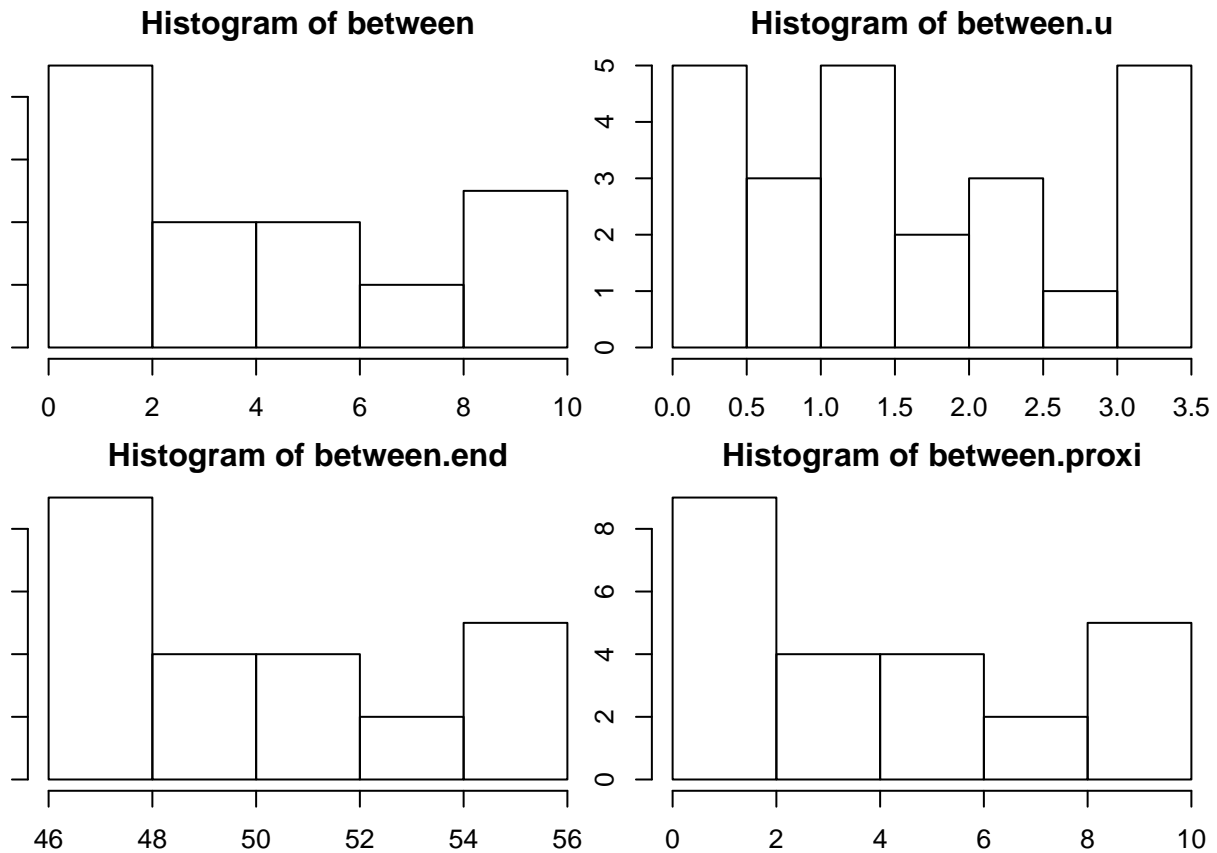 Histogram of between
0 2 4 6 8 10
Histogram of between.u
0 1 2 3 4 5
0.0 0.5 1.0 1.5 2.0 2.5 3.0 3.5
Histogram of between.end
46 48 50 52 54 56
Histogram of between.proxi
0 2 4 6 8
0 2 4 6 8 10